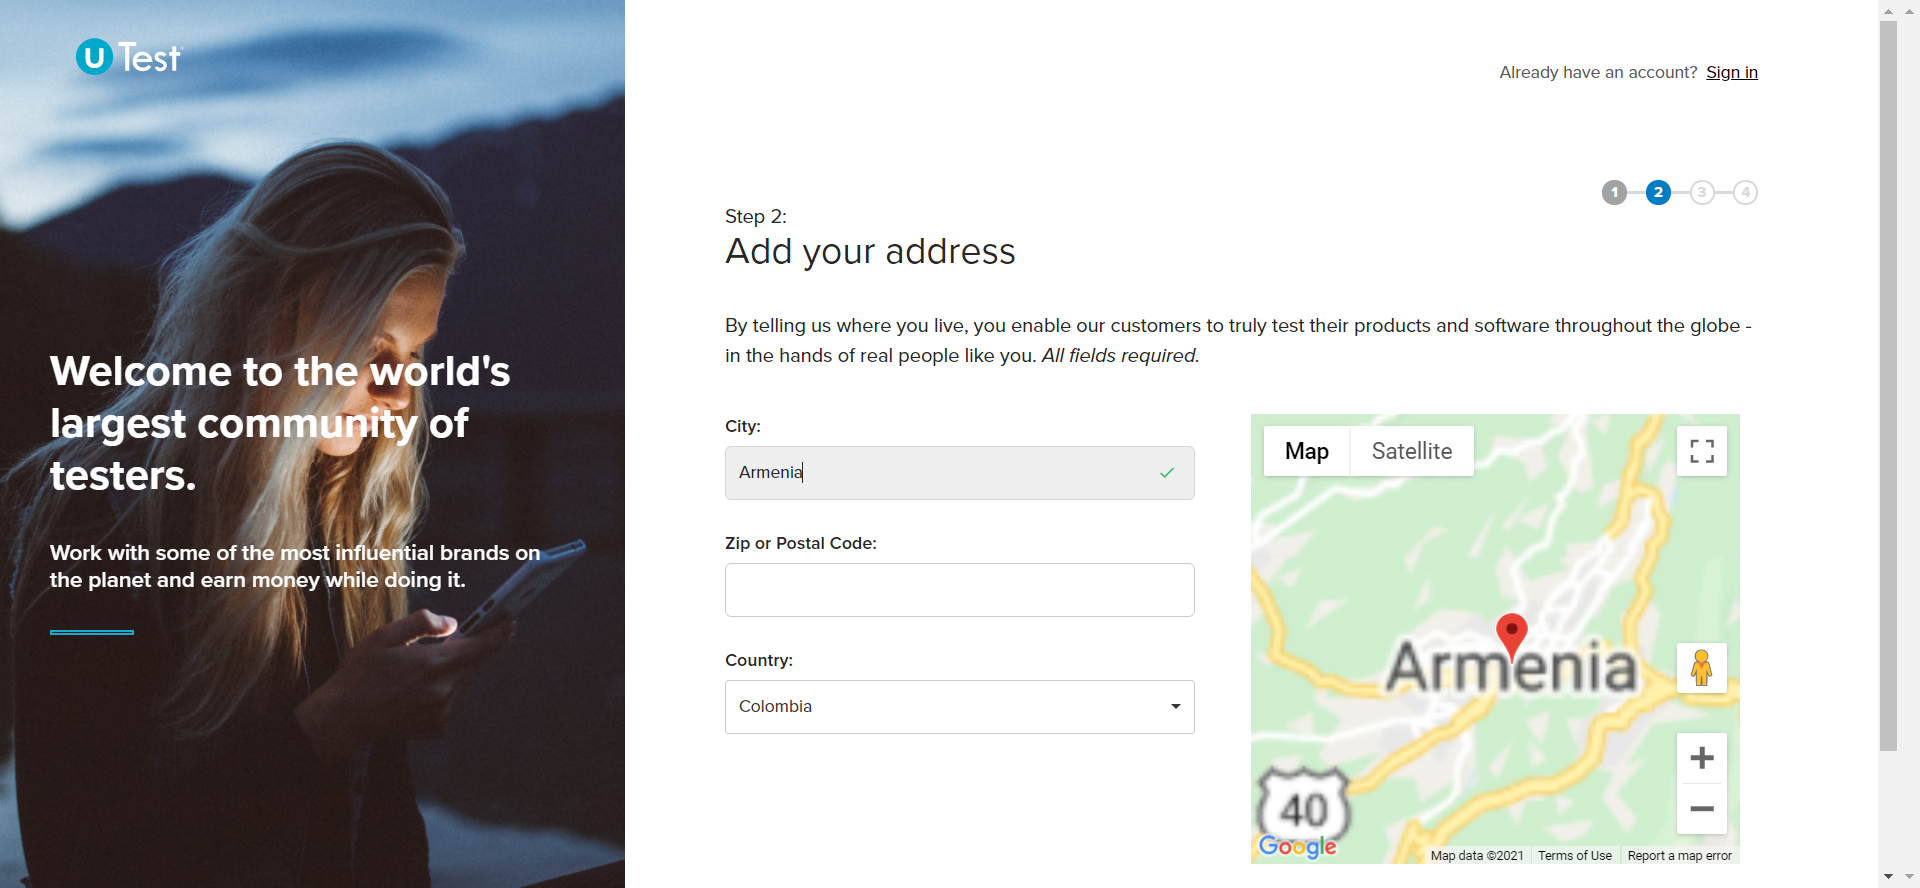 U Test
Welcome to the world's
largest community of
testers.
Work with some of the most influential brands on
the planet and earn money while doing it.
Already have an account? Sign in
1 2 3 4
Step 2:
Add your address
By telling us where you live, you enable our customers to truly test their products and software throughout the globe -
in the hands of real people like you. All fields required.
City:
Armenia
Zip or Postal Code:
Country:
Colombia
Map Satellite
Armenia
40
Google
Map data ©2021 Terms of Use Report a map error